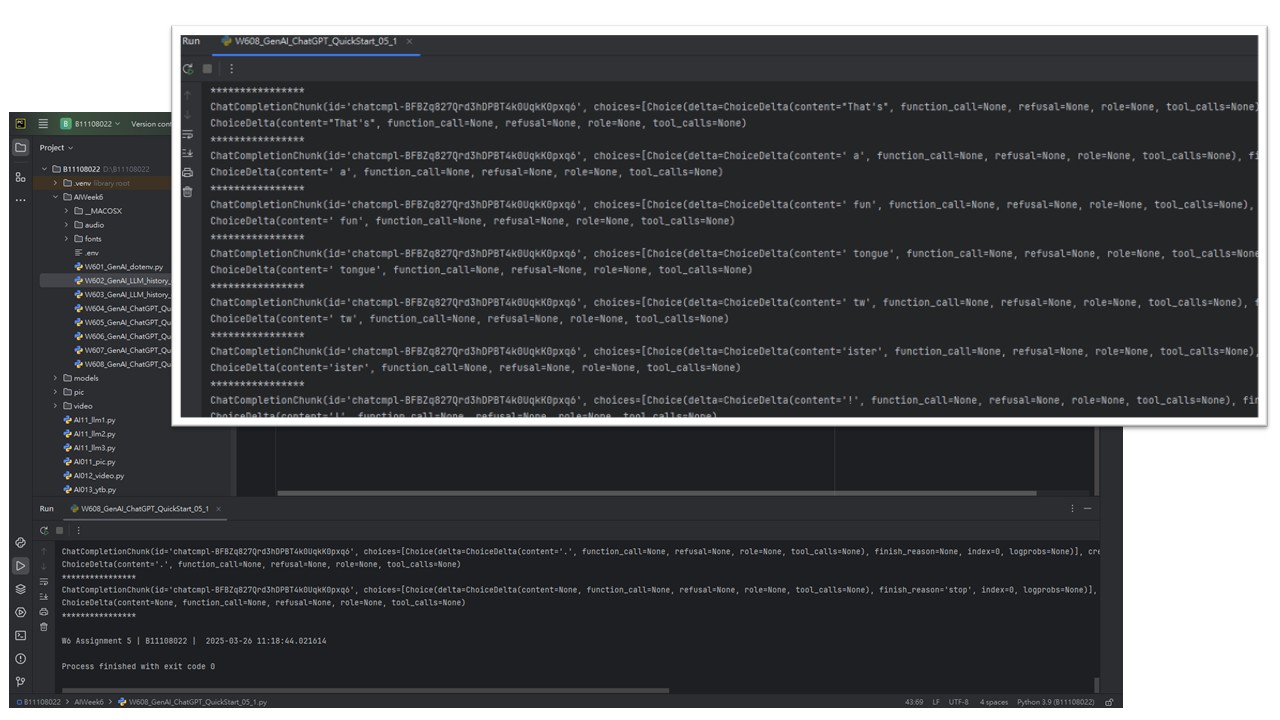 Run W608_GenAI_ChatGPT_QuickStart_05_1
****************
ChatCompletionChunk(id='chatcmpl-BFBZq827Qrd3hDPBT4k0UqkK0pxq6', choices=[Choice(delta=ChoiceDelta(content="That's", function_call=None, refusal=None, role=None, tool_calls=None)
ChoiceDelta(content="That's", function_call=None, refusal=None, role=None, tool_calls=None)
****************
ChatCompletionChunk(id='chatcmpl-BFBZq827Qrd3hDPBT4k0UqkK0pxq6', choices=[Choice(delta=ChoiceDelta(content=' a', function_call=None, refusal=None, role=None, tool_calls=None), fi
ChoiceDelta(content=' a', function_call=None, refusal=None, role=None, tool_calls=None)
****************
ChatCompletionChunk(id='chatcmpl-BFBZq827Qrd3hDPBT4k0UqkK0pxq6', choices=[Choice(delta=ChoiceDelta(content=' fun', function_call=None, refusal=None, role=None, tool_calls=None),
ChoiceDelta(content=' fun', function_call=None, refusal=None, role=None, tool_calls=None)
****************
ChatCompletionChunk(id='chatcmpl-BFBZq827Qrd3hDPBT4k0UqkK0pxq6', choices=[Choice(delta=ChoiceDelta(content=' tongue', function_call=None, refusal=None, role=None, tool_calls=None
ChoiceDelta(content=' tongue', function_call=None, refusal=None, role=None, tool_calls=None)
****************
ChatCompletionChunk(id='chatcmpl-BFBZq827Qrd3hDPBT4k0UqkK0pxq6', choices=[Choice(delta=ChoiceDelta(content=' tw', function_call=None, refusal=None, role=None, tool_calls=None),
ChoiceDelta(content=' tw', function_call=None, refusal=None, role=None, tool_calls=None)
****************
ChatCompletionChunk(id='chatcmpl-BFBZq827Qrd3hDPBT4k0UqkK0pxq6', choices=[Choice(delta=ChoiceDelta(content='ister', function_call=None, refusal=None, role=None, tool_calls=None),
ChoiceDelta(content='ister', function_call=None, refusal=None, role=None, tool_calls=None)
****************
ChatCompletionChunk(id='chatcmpl-BFBZq827Qrd3hDPBT4k0UqkK0pxq6', choices=[Choice(delta=ChoiceDelta(content='!', function_call=None, refusal=None, role=None, tool_calls=None), fin
ChoiceDelta(content='!', function_call=None, refusal=None, role=None, tool_calls=None)
B B11108022 Version cont
Project
B11108022 D:\B11108022
.venv library root
AIWeek6
__MACOSX
audio
fonts
.env
W601_GenAI_dotenv.py
W602_GenAI_LLM_history_
W603_GenAI_LLM_history_
W604_GenAI_ChatGPT_Qu
W605_GenAI_ChatGPT_Qu
W606_GenAI_ChatGPT_Qu
W607_GenAI_ChatGPT_Qu
W608_GenAI_ChatGPT_Qu
models
pic
video
AI11_llm1.py
AI11_llm2.py
AI11_llm3.py
AI011_pic.py
AI012_video.py
AI013_ytb.py
Run W608_GenAI_ChatGPT_QuickStart_05_1
ChatCompletionChunk(id='chatcmpl-BFBZq827Qrd3hDPBT4k0UqkK0pxq6', choices=[Choice(delta=ChoiceDelta(content='.', function_call=None, refusal=None, role=None, tool_calls=None), finish_reason=None, index=0, logprobs=None)], cre
ChoiceDelta(content='.', function_call=None, refusal=None, role=None, tool_calls=None)
****************
ChatCompletionChunk(id='chatcmpl-BFBZq827Qrd3hDPBT4k0UqkK0pxq6', choices=[Choice(delta=ChoiceDelta(content=None, function_call=None, refusal=None, role=None, tool_calls=None), finish_reason='stop', index=0, logprobs=None)],
ChoiceDelta(content=None, function_call=None, refusal=None, role=None, tool_calls=None)
****************
W6 Assignment 5 | B11108022 | 2025-03-26 11:18:44.021614
Process finished with exit code 0
B11108022 > AIWeek6 > W608_GenAI_ChatGPT_QuickStart_05_1.py 43:69 LF UTF-8 4 spaces Python 3.9 (B11108022)